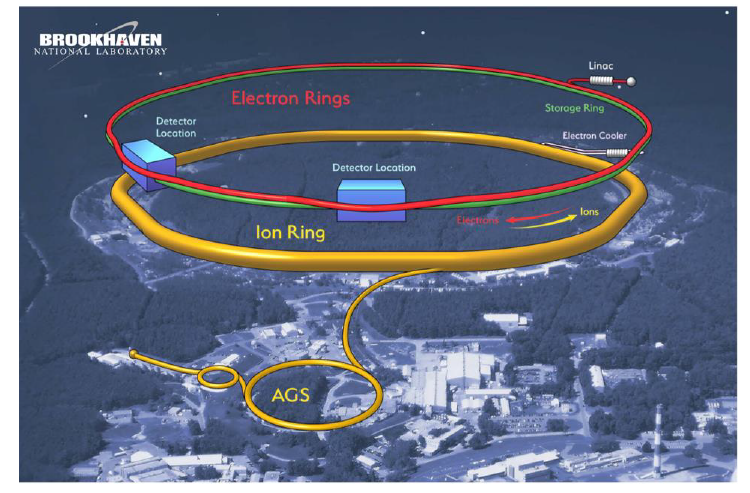 BROOKHAVEN
NATIONAL LABORATORY
Linac
Electron Rings
Storage Ring
Detector
Location
Electron Cooler
Detector Location
Ions
Electrons
Ion Ring
AGS